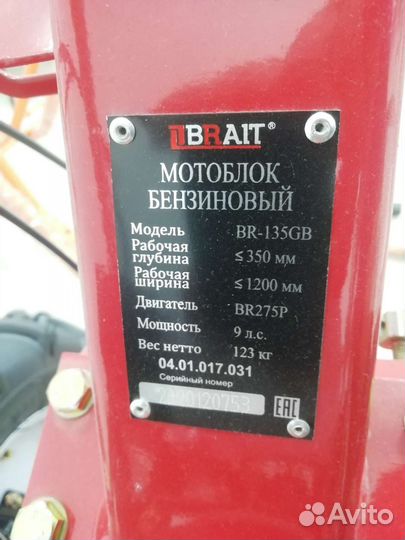 BRAIT®
МОТОБЛОК
БЕНЗИНОВЫЙ
Модель BR-135GB
Рабочая
глубина ≤ 350 мм
Рабочая
ширина ≤ 1200 мм
Двигатель BR275P
Мощность 9 л.с.
Вес нетто 123 кг
04.01.017.031
Серийный номер
EAC
Avito